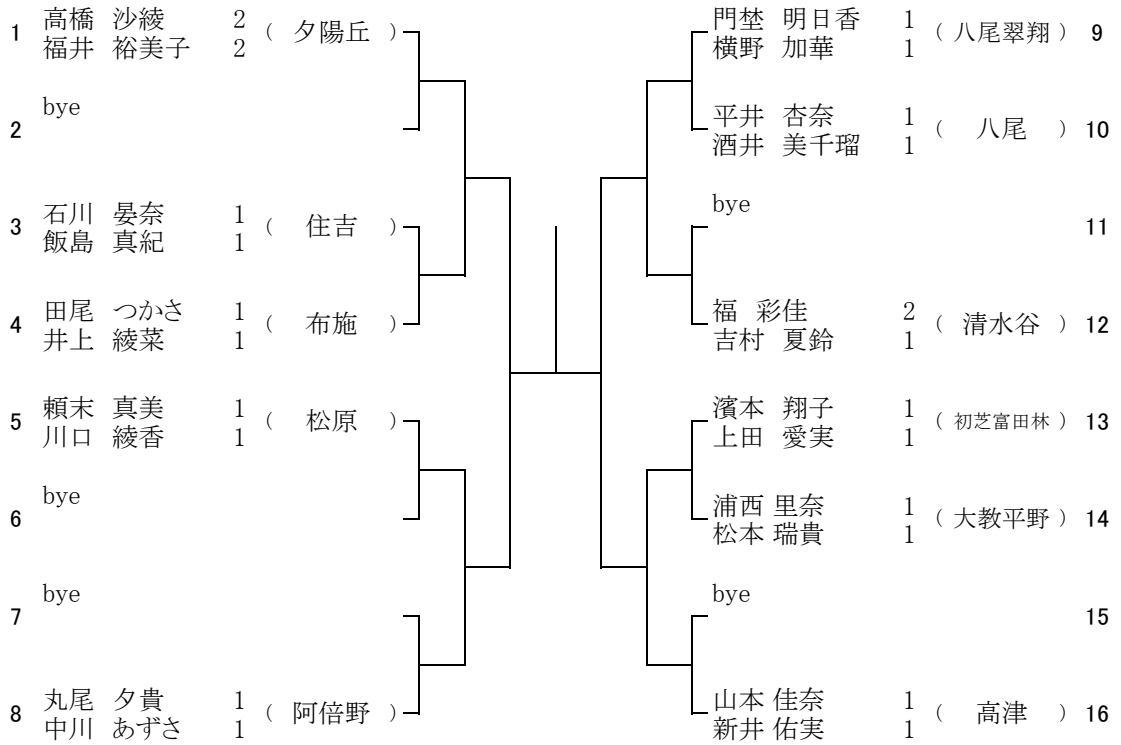 1 高橋 沙綾 2 ( 夕陽丘 )
福井 裕美子 2
2 bye
3 石川 晏奈 1 ( 住吉 )
飯島 真紀 1
4 田尾 つかさ 1 ( 布施 )
井上 綾菜 1
5 頼末 真美 1 ( 松原 )
川口 綾香 1
6 bye
7 bye
8 丸尾 夕貴 1 ( 阿倍野 )
中川 あずさ 1
門埜 明日香 1 ( 八尾翠翔 ) 9
横野 加華 1
平井 杏奈 1 ( 八尾 ) 10
酒井 美千瑠 1
bye 11
福 彩佳 2 ( 清水谷 ) 12
吉村 夏鈴 1
濱本 翔子 1 ( 初芝富田林 ) 13
上田 愛実 1
浦西 里奈 1 ( 大教平野 ) 14
松本 瑞貴 1
bye 15
山本 佳奈 1 ( 高津 ) 16
新井 佑実 1